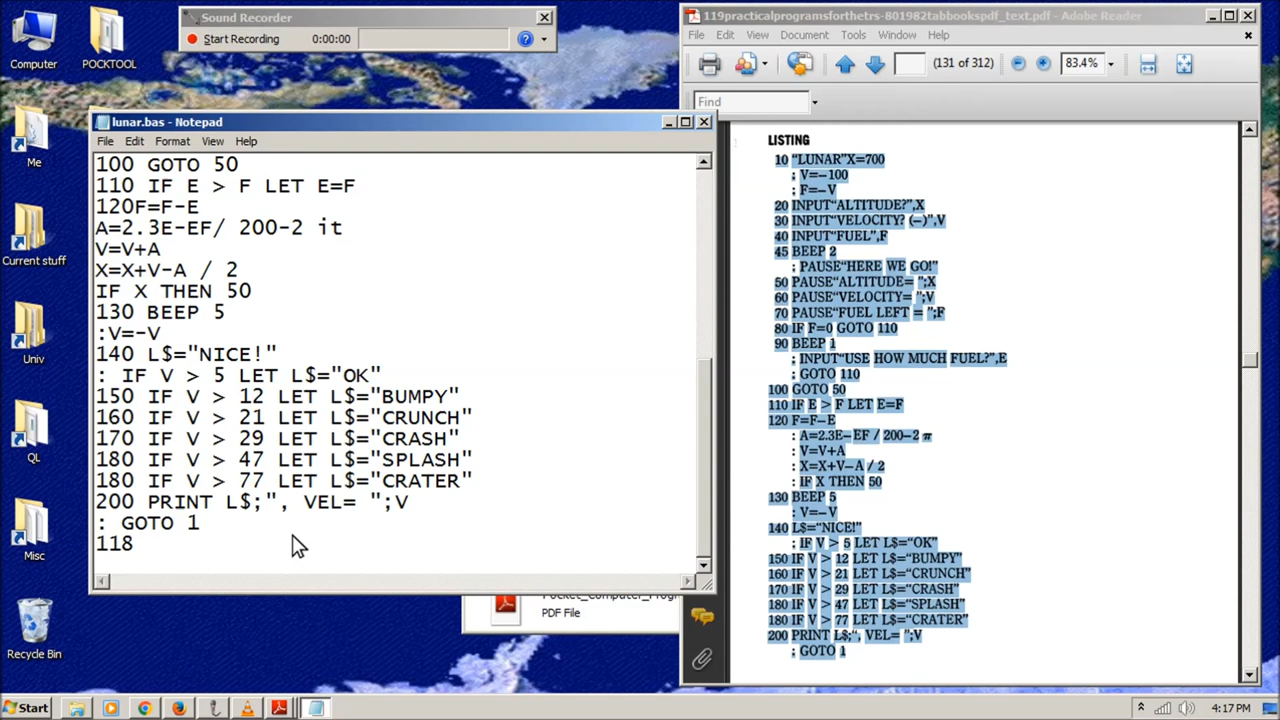 Computer
POCKTOOL
Me
Current stuff
Univ
QL
Misc
Recycle Bin
Sound Recorder
Start Recording
0:00:00
lunar.bas - Notepad
File Edit Format View Help
100 GOTO 50
110 IF E > F LET E=F
120F=F-E
A=2.3E-EF/ 200-2 it
V=V+A
X=X+V-A / 2
IF X THEN 50
130 BEEP 5
:V=-V
140 L$="NICE!"
: IF V > 5 LET L$="OK"
150 IF V > 12 LET L$="BUMPY"
160 IF V > 21 LET L$="CRUNCH"
170 IF V > 29 LET L$="CRASH"
180 IF V > 47 LET L$="SPLASH"
180 IF V > 77 LET L$="CRATER"
200 PRINT L$;", VEL= ";V
: GOTO 1
118
Pocket_Computer_Progr
PDF File
119practicalprogramsforthetrs-801982tabbookspdf_text.pdf - Adobe Reader
File Edit View Document Tools Window Help
(131 of 312)
83.4%
Find
LISTING
10 “LUNAR”X=700
: V=–100
: F=–V
20 INPUT“ALTITUDE?”,X
30 INPUT“VELOCITY? (–)”,V
40 INPUT“FUEL”,F
45 BEEP 2
: PAUSE“HERE WE GO!”
50 PAUSE“ALTITUDE= ”;X
60 PAUSE“VELOCITY= ”;V
70 PAUSE“FUEL LEFT = ”;F
80 IF F=0 GOTO 110
90 BEEP 1
: INPUT“USE HOW MUCH FUEL?”,E
: GOTO 110
100 GOTO 50
110 IF E > F LET E=F
120 F=F–E
: A=2.3E–EF / 200–2 π
: V=V+A
: X=X+V–A / 2
: IF X THEN 50
130 BEEP 5
: V=–V
140 L$=“NICE!”
: IF V > 5 LET L$=“OK”
150 IF V > 12 LET L$=“BUMPY”
160 IF V > 21 LET L$=“CRUNCH”
170 IF V > 29 LET L$=“CRASH”
180 IF V > 47 LET L$=“SPLASH”
180 IF V > 77 LET L$=“CRATER”
200 PRINT L$;“, VEL= ”;V
: GOTO 1
Start
4:17 PM